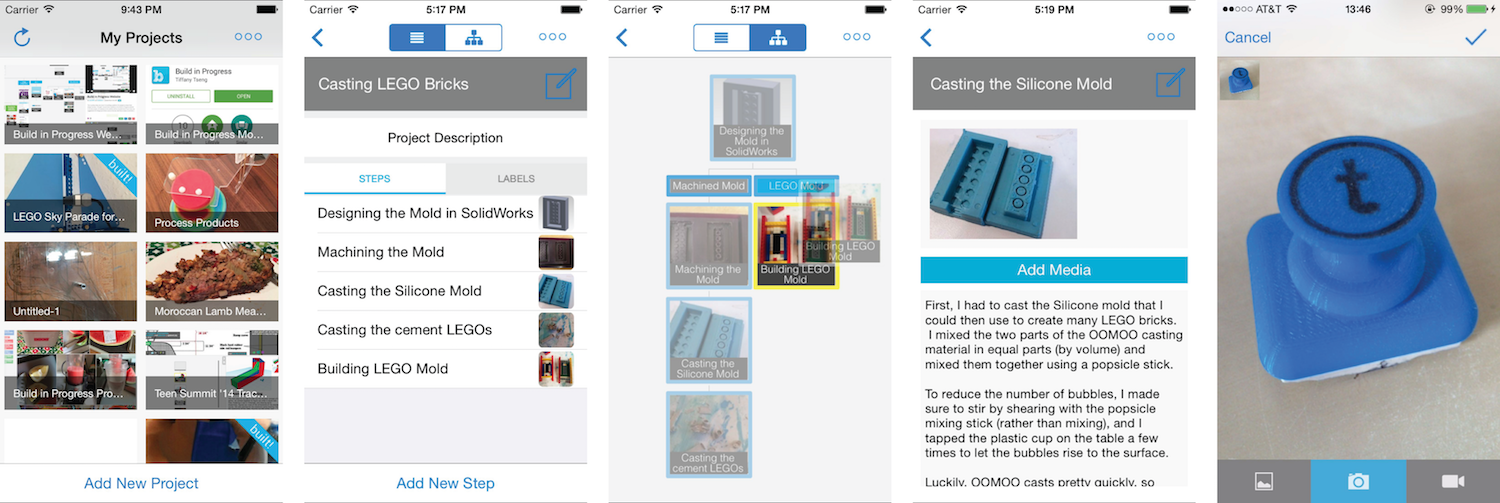 Carrier 9:43 PM
My Projects
Build in Progress
Tiffany Tseng
UNINSTALL OPEN
10
Build in Progress We...
Build in Progress Mo...
built!
LEGO Sky Parade for...
Process Products
Untitled-1
Moroccan Lamb Mea...
Build in Progress Pro...
Teen Summit '14 Trac...
built!
Add New Project
Carrier 5:17 PM
Casting LEGO Bricks
Project Description
STEPS LABELS
Designing the Mold in SolidWorks
Machining the Mold
Casting the Silicone Mold
Casting the cement LEGOs
Building LEGO Mold
Add New Step
Carrier 5:17 PM
Designing the
Mold in
SolidWorks
Machined Mold
LEGO Mold
Machining the
Mold
Building LEGO
Mold
Building LEGO
Mold
Casting the
Silicone Mold
Casting the
cement LEGOs
Carrier 5:19 PM
Casting the Silicone Mold
Add Media
First, I had to cast the Silicone mold that I
could then use to create many LEGO bricks.
I mixed the two parts of the OOMOO casting
material in equal parts (by volume) and
mixed them together using a popsicle stick.
To reduce the number of bubbles, I made
sure to stir by shearing with the popsicle
mixing stick (rather than mixing), and I
tapped the plastic cup on the table a few
times to let the bubbles rise to the surface.
Luckily, OOMOO casts pretty quickly, so
AT&T 13:46 99%
Cancel
t